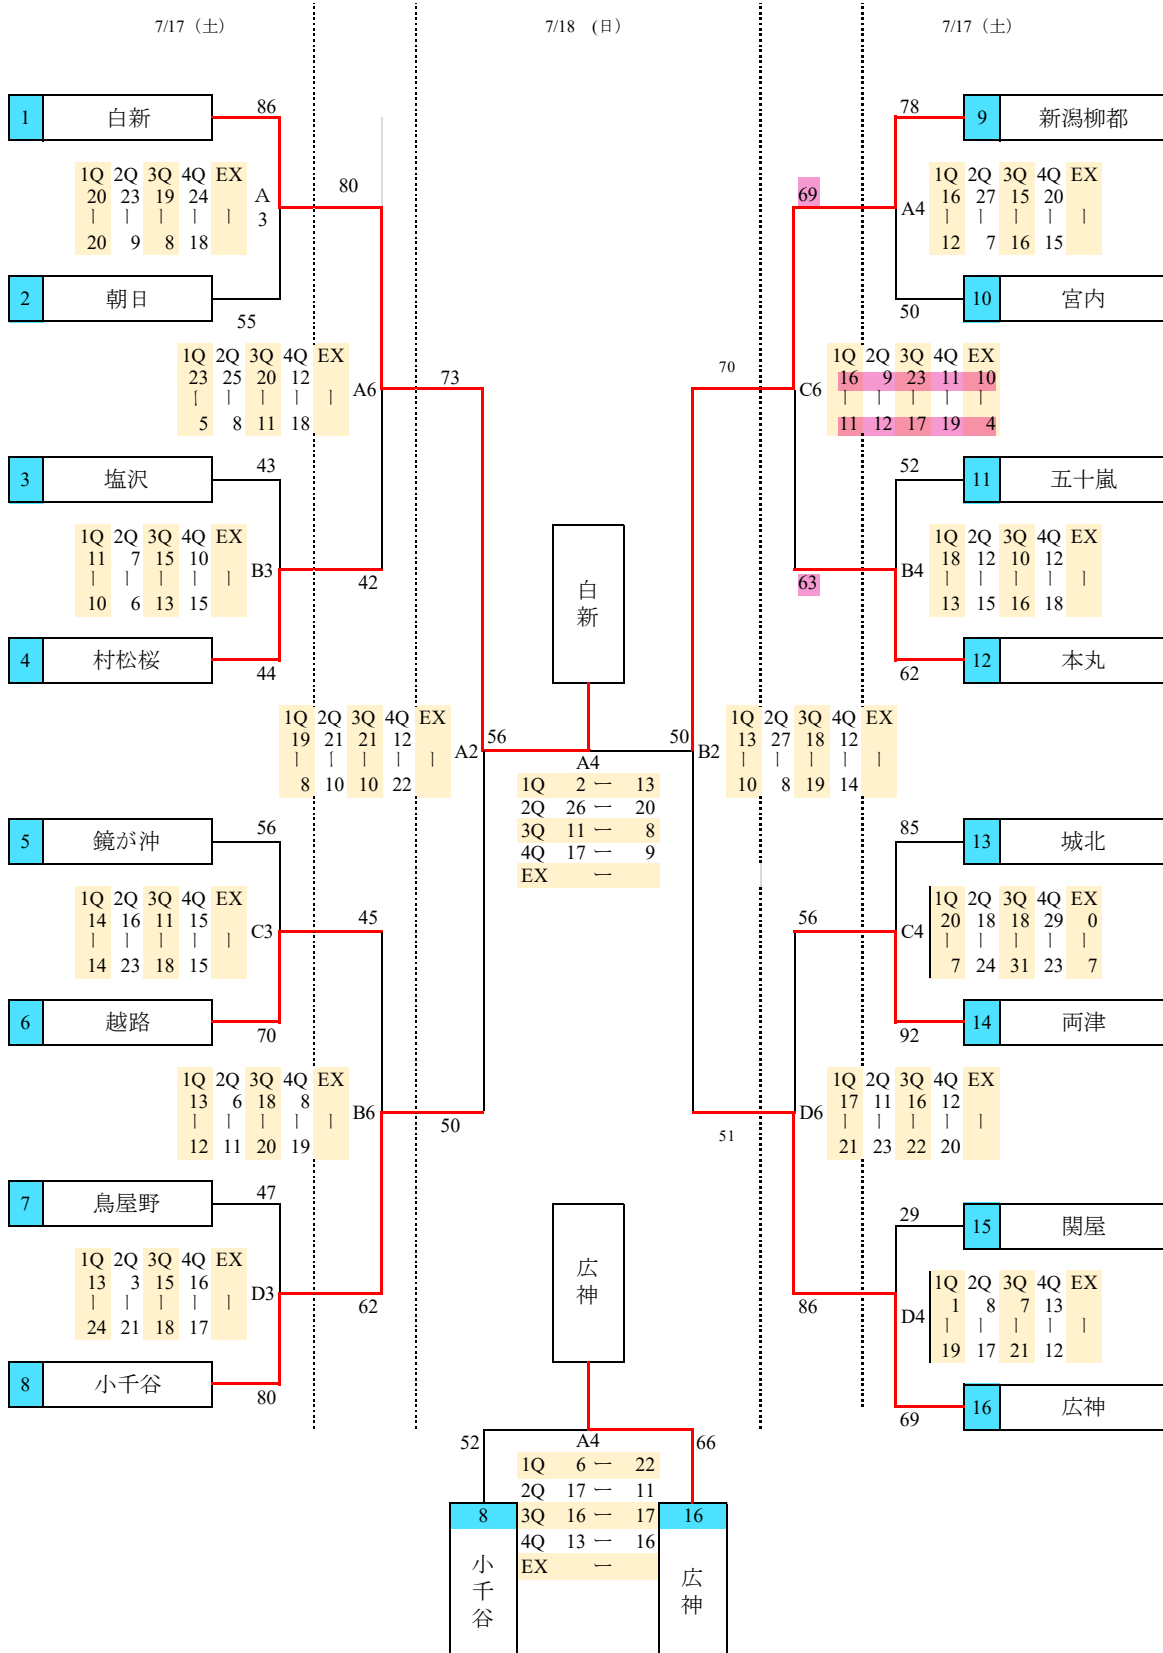 7/17（土）
7/18　(日）
7/17（土）
1 白新
86
1Q 2Q 3Q 4Q EX
20 23 19 24
| | | | |
20 9 8 18
A
3
80
2 朝日
55
1Q 2Q 3Q 4Q EX
23 25 20 12
| | | | |
5 8 11 18
A6
73
3 塩沢
43
1Q 2Q 3Q 4Q EX
11 7 15 10
| | | | |
10 6 13 15
B3
42
4 村松桜
44
1Q 2Q 3Q 4Q EX
19 21 21 12
| | | | |
8 10 10 22
A2
56
5 鏡が沖
56
1Q 2Q 3Q 4Q EX
14 16 11 15
| | | | |
14 23 18 15
C3
45
6 越路
70
1Q 2Q 3Q 4Q EX
13 6 18 8
| | | | |
12 11 20 19
B6
50
7 鳥屋野
47
1Q 2Q 3Q 4Q EX
13 3 15 16
| | | | |
24 21 18 17
D3
62
8 小千谷
80
白新
A4
1Q 2 ー 13
2Q 26 ー 20
3Q 11 ー 8
4Q 17 ー 9
EX ー
広神
52
A4
66
1Q 6 ー 22
2Q 17 ー 11
3Q 16 ー 17
4Q 13 ー 16
EX ー
8
小千谷
16
広神
78
9 新潟柳都
69
A4
1Q 2Q 3Q 4Q EX
16 27 15 20
| | | | |
12 7 16 15
50
10 宮内
70
C6
1Q 2Q 3Q 4Q EX
16 9 23 11 10
| | | | |
11 12 17 19 4
52
11 五十嵐
63
B4
1Q 2Q 3Q 4Q EX
18 12 10 12
| | | | |
13 15 16 18
62
12 本丸
50
B2
1Q 2Q 3Q 4Q EX
13 27 18 12
| | | | |
10 8 19 14
85
13 城北
56
C4
1Q 2Q 3Q 4Q EX
20 18 18 29 0
| | | | |
7 24 31 23 7
92
14 両津
51
D6
1Q 2Q 3Q 4Q EX
17 11 16 12
| | | | |
21 23 22 20
29
15 関屋
86
D4
1Q 2Q 3Q 4Q EX
1 8 7 13
| | | | |
19 17 21 12
69
16 広神